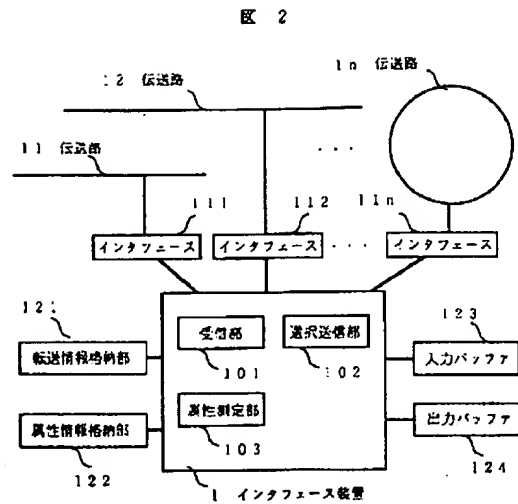 図 2
12 伝送路
1n 伝送路
11 伝送路
111
112
11n
インタフェース
インタフェース
インタフェース
121
受信部
選択送信部
123
転送情報格納部
101
102
入力バッファ
属性測定部
属性情報格納部
103
出力バッファ
122
124
1 インタフェース装置